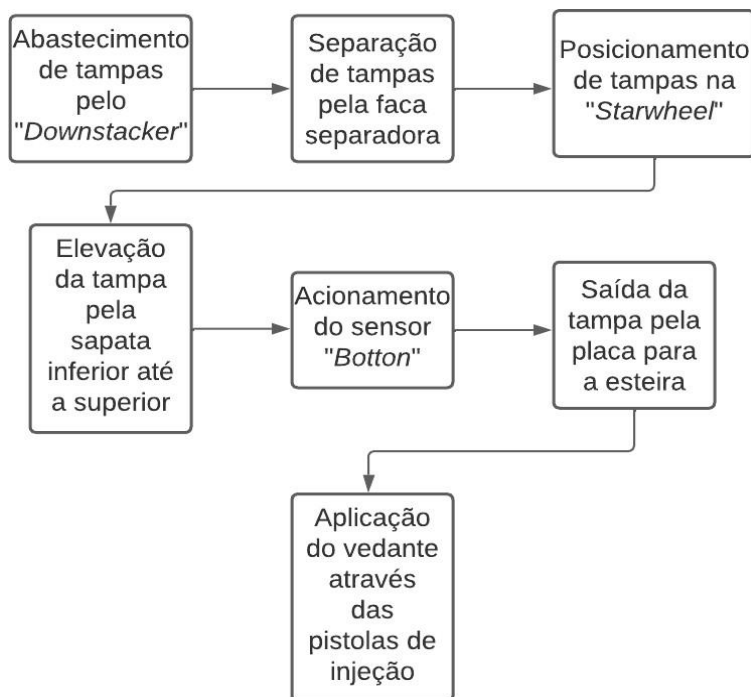 Abastecimento
de tampas
pelo
"Downstacker"
Separação
de tampas
pela faca
separadora
Posicionamento
de tampas na
"Starwheel"
Elevação
da tampa
pela
sapata
inferior até
a superior
Acionamento
do sensor
"Botton"
Saída da
tampa pela
placa para
a esteira
Aplicação
do vedante
através
das
pistolas de
injeção